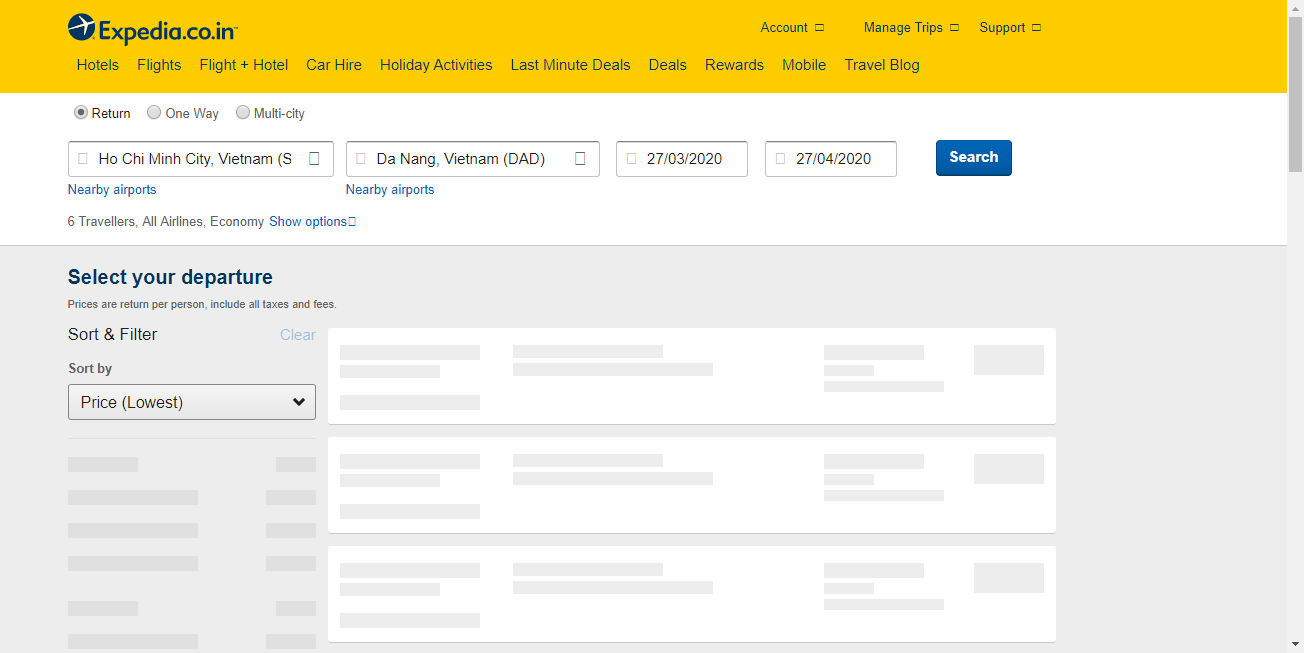 Expedia.co.in
Account Manage Trips Support
Hotels Flights Flight + Hotel Car Hire Holiday Activities Last Minute Deals Deals Rewards Mobile Travel Blog
Return One Way Multi-city
Ho Chi Minh City, Vietnam (S Da Nang, Vietnam (DAD) 27/03/2020 27/04/2020 Search
Nearby airports Nearby airports
6 Travellers, All Airlines, Economy Show options
Select your departure
Prices are return per person, include all taxes and fees.
Sort & Filter Clear
Sort by
Price (Lowest)